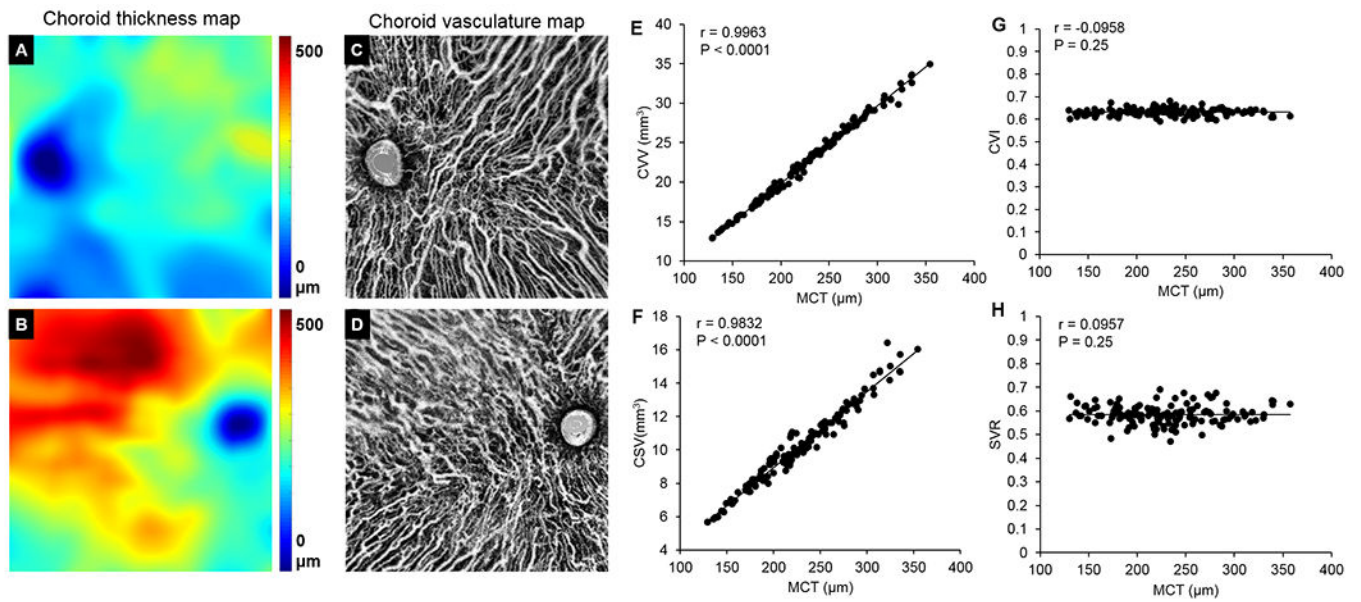 Choroid thickness map
Choroid vasculature map
A
500
0
µm
B
500
0
µm
C
D
E
r = 0.9963
P < 0.0001
CVV (mm³)
40
35
30
25
20
15
10
100
150
200
250
300
350
400
MCT (µm)
F
r = 0.9832
P < 0.0001
CSV(mm³)
18
16
14
12
10
8
6
4
100
150
200
250
300
350
400
MCT (µm)
G
r = -0.0958
P = 0.25
CVI
1
0.9
0.8
0.7
0.6
0.5
0.4
0.3
0.2
0.1
0
100
150
200
250
300
350
400
MCT (µm)
H
r = 0.0957
P = 0.25
SVR
1
0.9
0.8
0.7
0.6
0.5
0.4
0.3
0.2
0.1
0
100
150
200
250
300
350
400
MCT (µm)